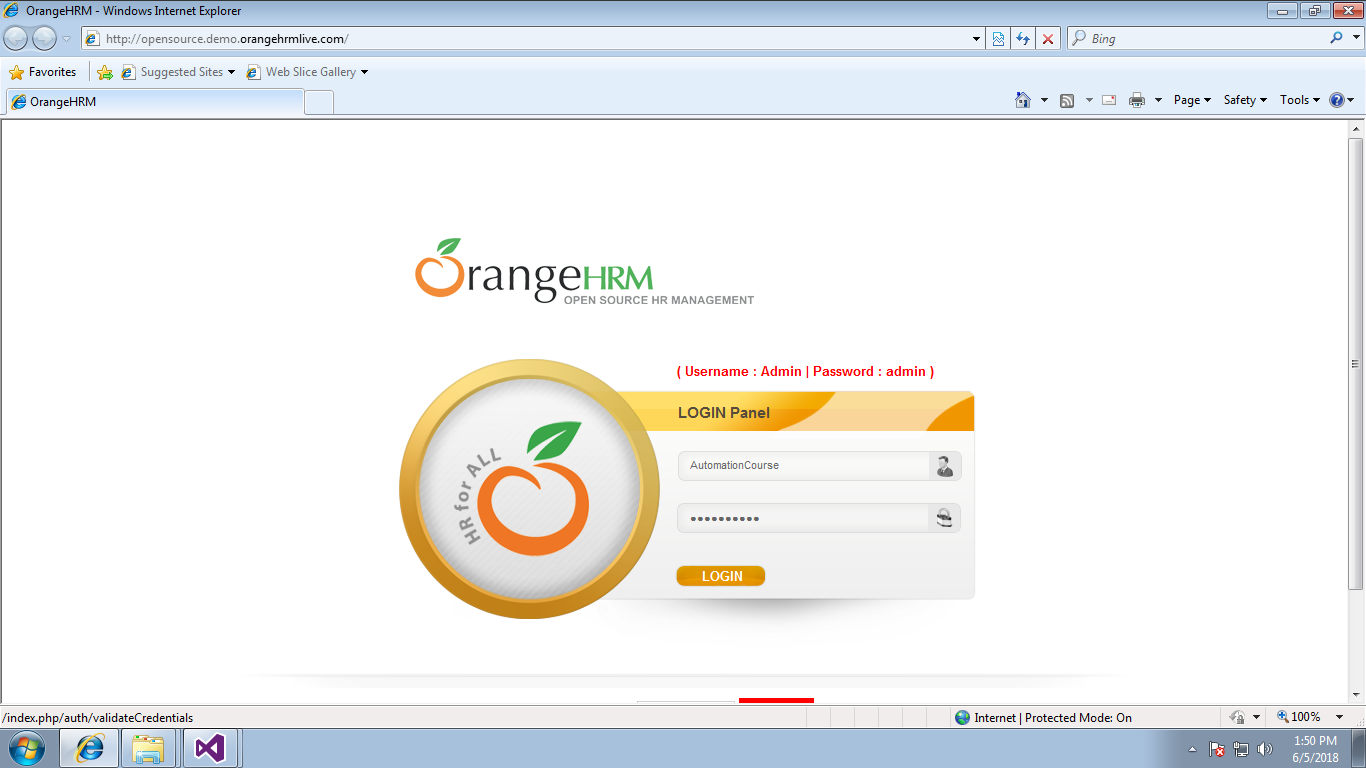 OrangeHRM - Windows Internet Explorer
http://opensource.demo.orangehrmlive.com/
Bing
Favorites
Suggested Sites
Web Slice Gallery
OrangeHRM
Page
Safety
Tools
OrangeHRM
OPEN SOURCE HR MANAGEMENT
( Username : Admin | Password : admin )
LOGIN Panel
HR for ALL
AutomationCourse
••••••••••
LOGIN
/index.php/auth/validateCredentials
Internet | Protected Mode: On
100%
1:50 PM
6/5/2018